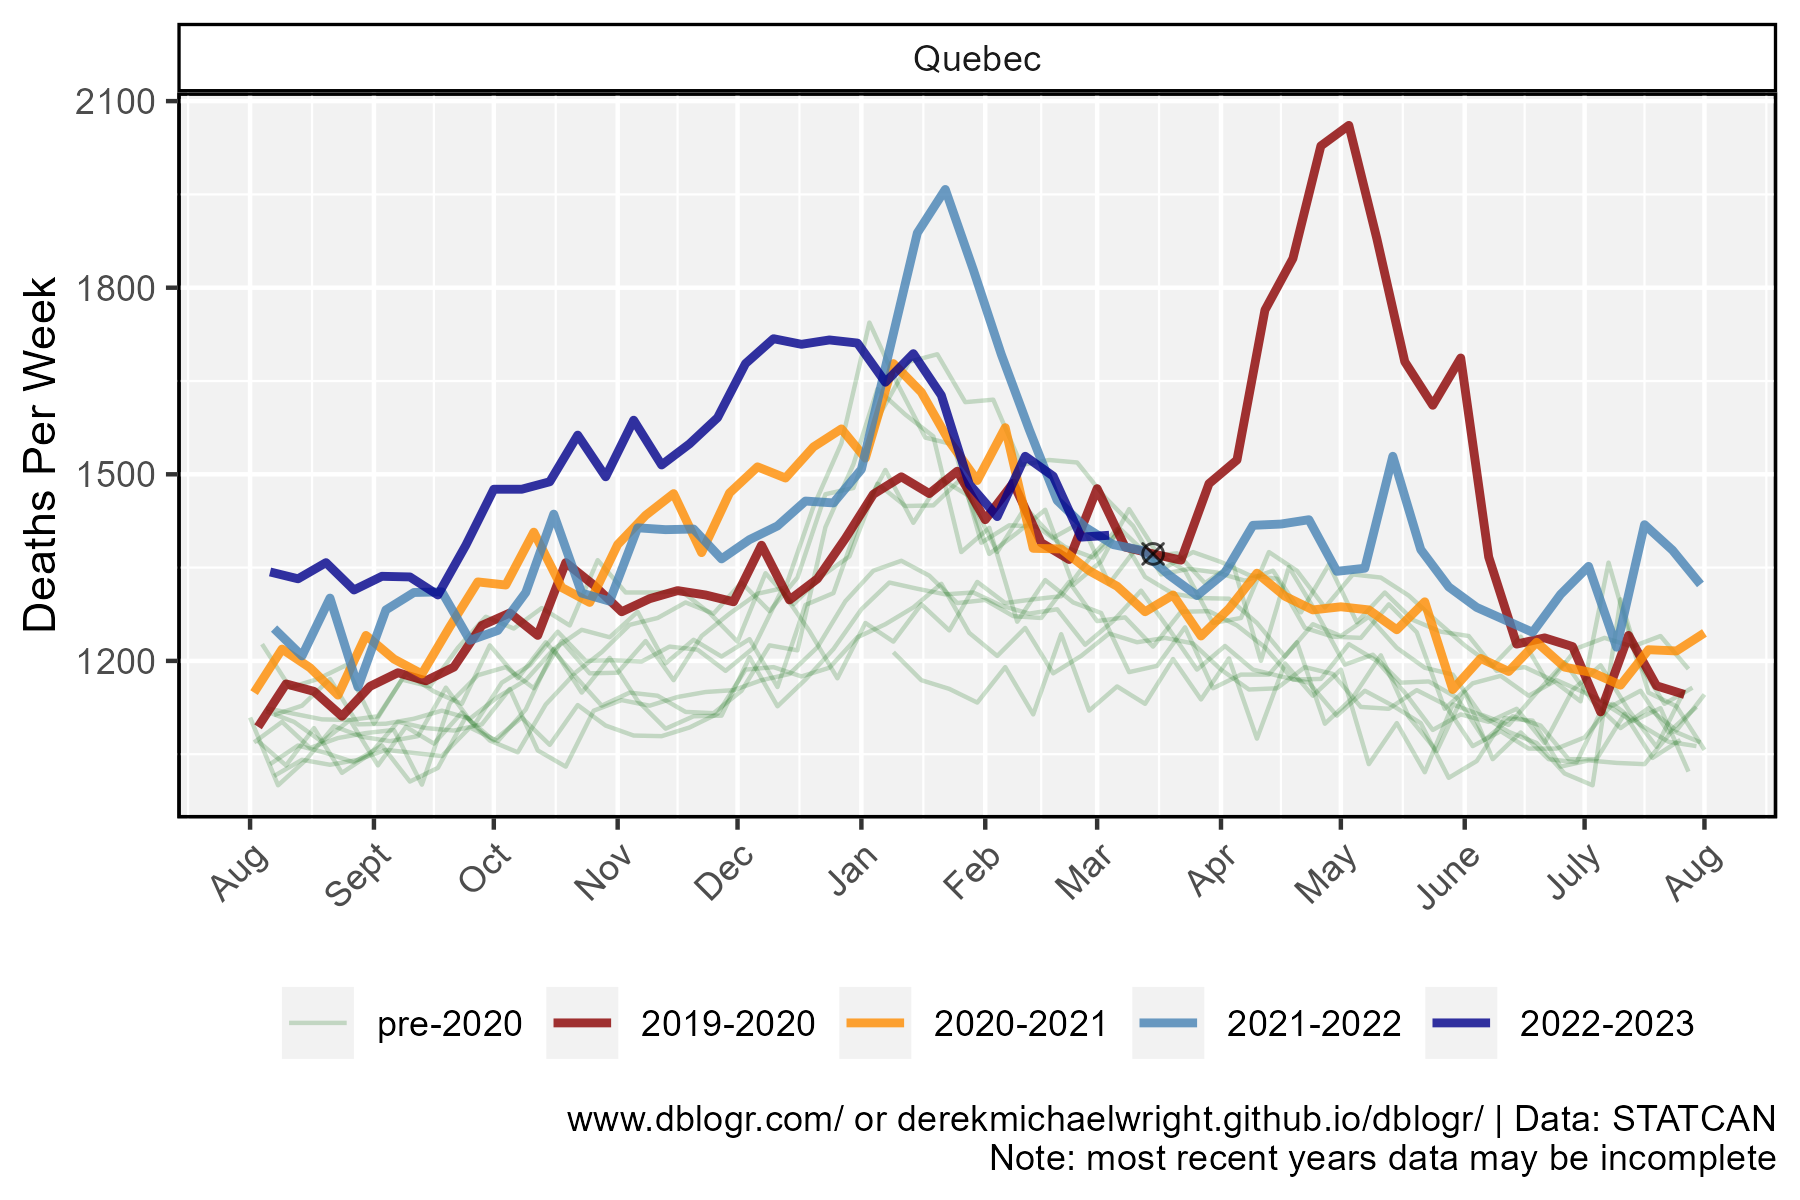 Quebec
Deaths Per Week
2100
1800
1500
1200
Aug
Sept
Oct
Nov
Dec
Jan
Feb
Mar
Apr
May
June
July
Aug
pre-2020 2019-2020 2020-2021 2021-2022 2022-2023
www.dblogr.com/ or derekmichaelwright.github.io/dblogr/ | Data: STATCAN
Note: most recent years data may be incomplete